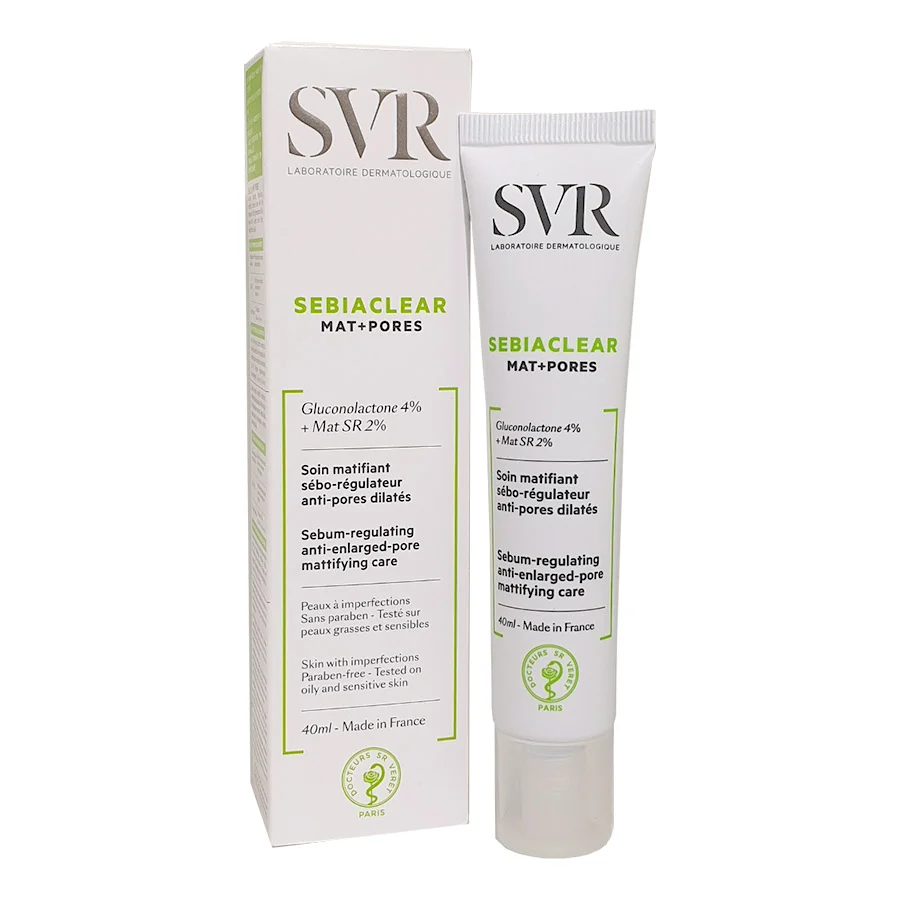 SVR
LABORATOIRE DERMATOLOGIQUE
SEBIACLEAR
MAT+PORES
Gluconolactone 4%
+ Mat SR 2%
Soin matifiant
sébo-régulateur
anti-pores dilatés
Sebum-regulating
anti-enlarged-pore
mattifying care
Peaux à imperfections
Sans paraben - Testé sur
peaux grasses et sensibles
Skin with imperfections
Paraben-free - Tested on
oily and sensitive skin
40ml - Made in France
DOCTEURS SR VERET
PARIS
SVR
LABORATOIRE DERMATOLOGIQUE
SEBIACLEAR
MAT+PORES
Gluconolactone 4%
+ Mat SR 2%
Soin matifiant
sébo-régulateur
anti-pores dilatés
Sebum-regulating
anti-enlarged-pore
mattifying care
40ml - Made in France
DOCTEURS SR VERET
PARIS